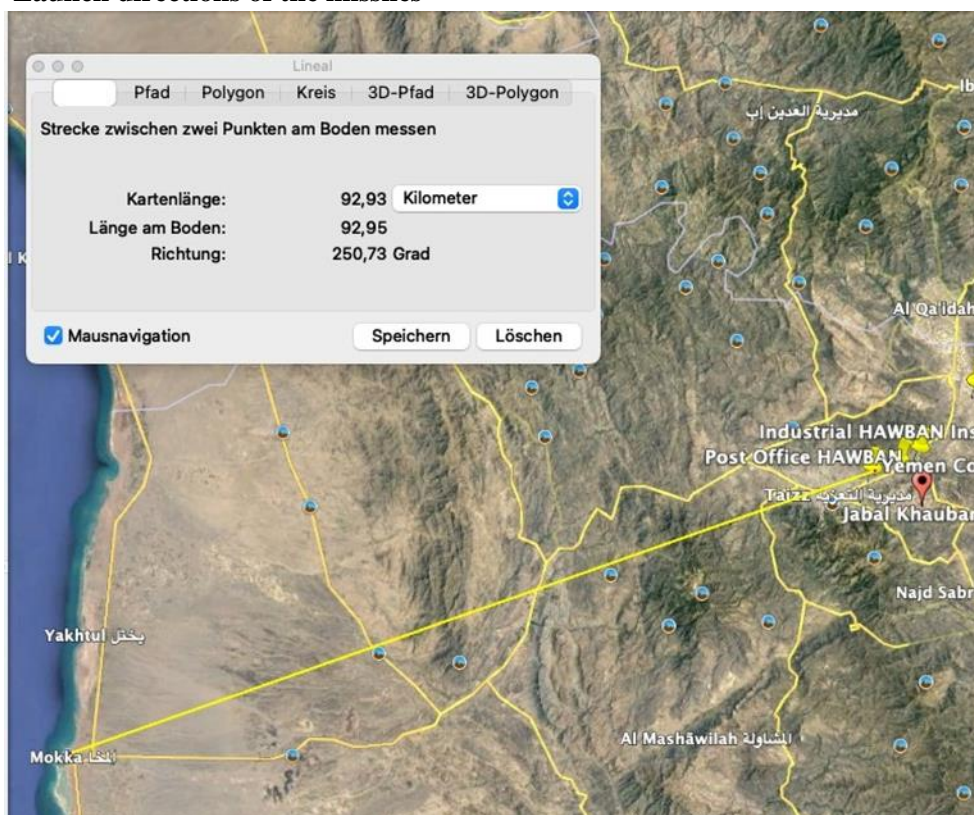 Launch directions of the missiles
Lineal
Pfad Polygon Kreis 3D-Pfad 3D-Polygon
Strecke zwischen zwei Punkten am Boden messen
Kartenlänge: 92,93 Kilometer
Länge am Boden: 92,95
Richtung: 250,73 Grad
Mausnavigation Speichern Löschen
Ib
مديرية العدين إب
Al Qa'idah
Industrial HAWBAN Ins
Post Office HAWBAN
Yemen Co
Taizz مديرية التعزية
Jabal Khauban
Najd Sabr
Yakhtul يختل
Al Mashāwilah المشاولة
Mokka المخا